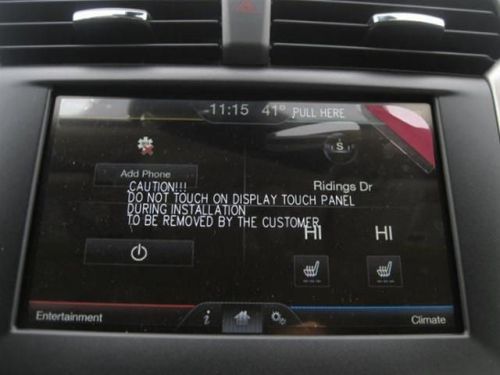 11:15 41° PULL HERE
S
Add Phone
Ridings Dr
CAUTION!!!
DO NOT TOUCH ON DISPLAY TOUCH PANEL
DURING INSTALLATION
TO BE REMOVED BY THE CUSTOMER
HI HI
i
Entertainment Climate